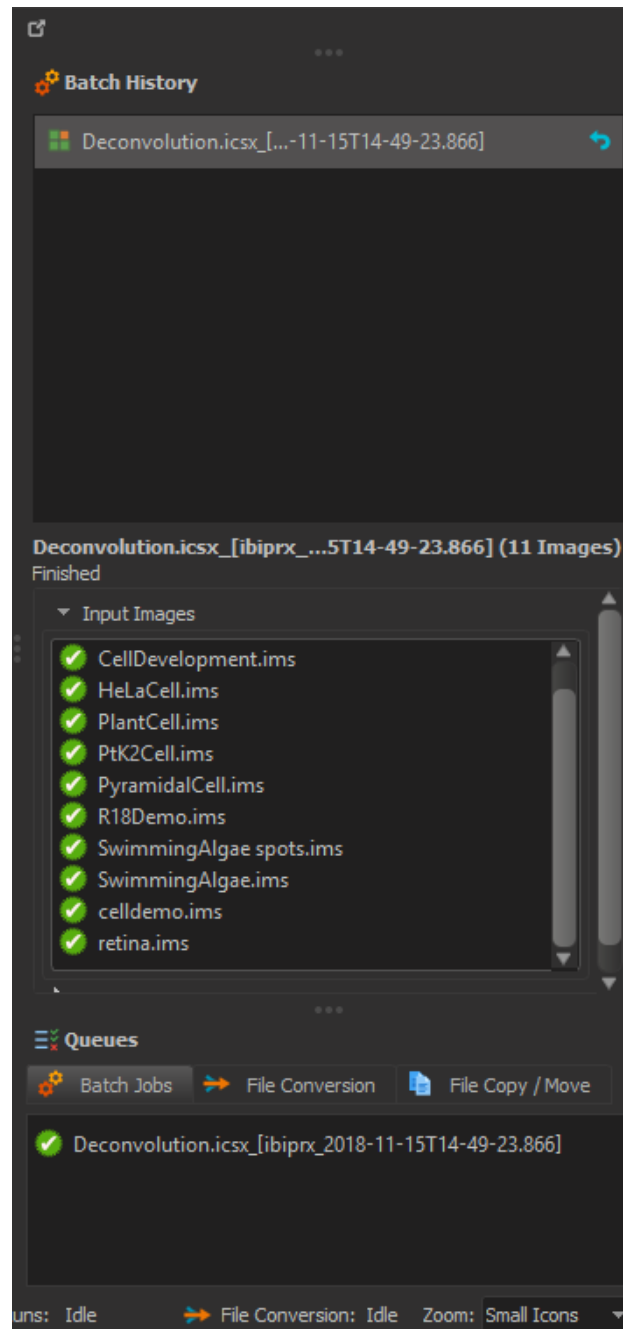 Batch History
Deconvolution.icsx_[...-11-15T14-49-23.866]
Deconvolution.icsx_[ibiprx_...5T14-49-23.866] (11 Images)
Finished
Input Images
CellDevelopment.ims
HeLaCell.ims
PlantCell.ims
PtK2Cell.ims
PyramidalCell.ims
R18Demo.ims
SwimmingAlgae spots.ims
SwimmingAlgae.ims
celldemo.ims
retina.ims
Queues
Batch Jobs File Conversion File Copy / Move
Deconvolution.icsx_[ibiprx_2018-11-15T14-49-23.866]
uns: Idle File Conversion: Idle Zoom: Small Icons